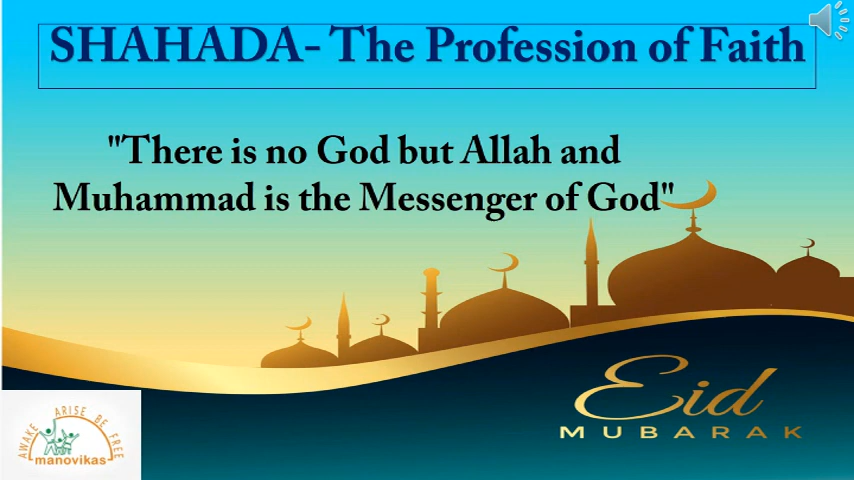 SHAHADA- The Profession of Faith
"There is no God but Allah and
Muhammad is the Messenger of God"
Eid
MUBARAK
AWAKE ARISE BE FREE
manovikas